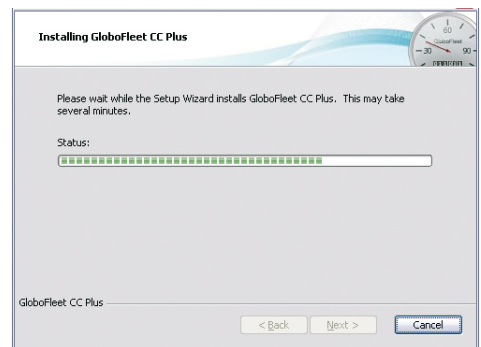 Installing GloboFleet CC Plus
60
GloboFleet
30
90
Please wait while the Setup Wizard installs GloboFleet CC Plus. This may take
several minutes.
Status:
GloboFleet CC Plus
< Back
Next >
Cancel